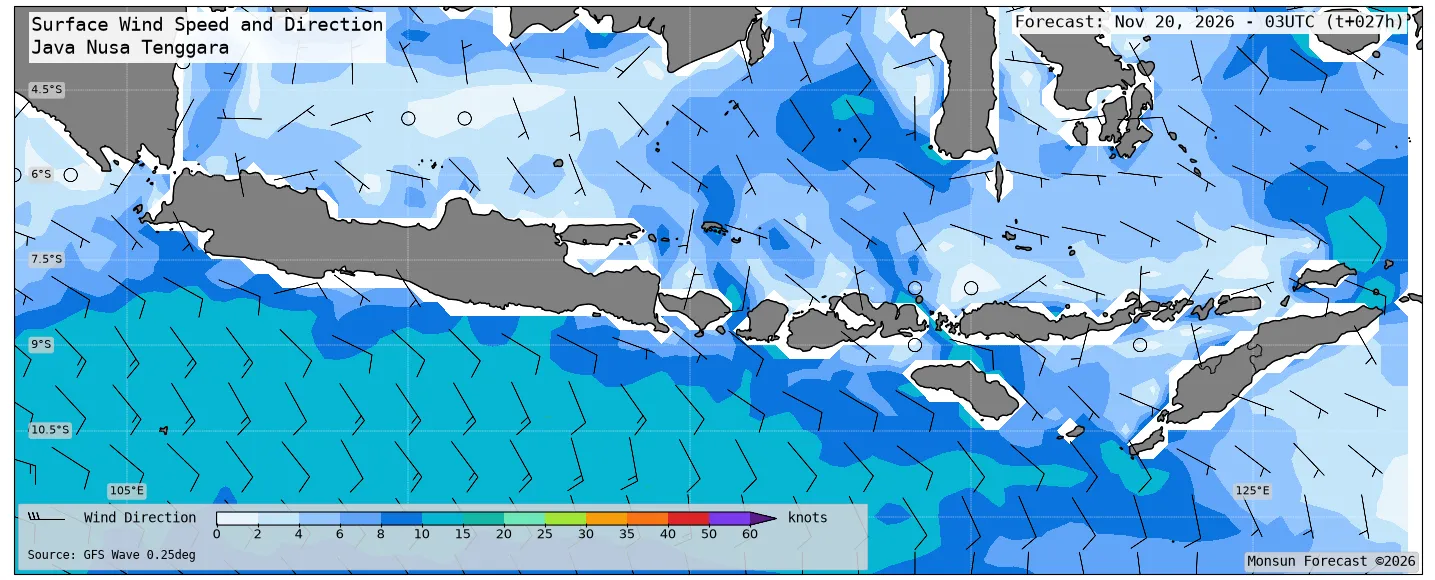 Surface Wind Speed and Direction
Java Nusa Tenggara
Forecast: Nov 20, 2026 - 03UTC (t+027h)
4.5°S
6°S
7.5°S
9°S
10.5°S
105°E
125°E
Wind Direction
0 2 4 6 8 10 15 20 25 30 35 40 50 60 knots
Source: GFS Wave 0.25deg
Monsun Forecast ©2026